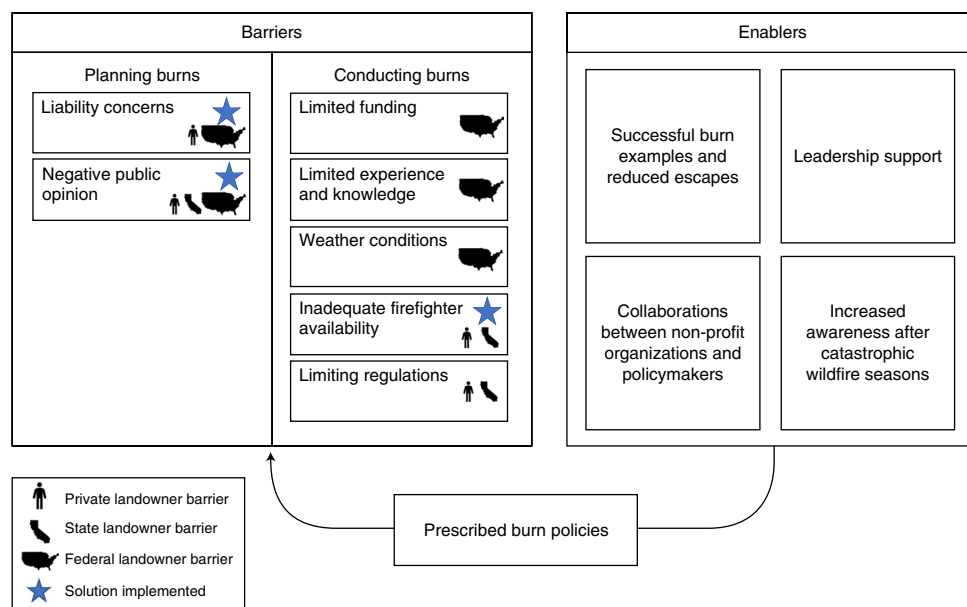 Barriers
Planning burns
Liability concerns
Negative public
opinion
Conducting burns
Limited funding
Limited experience
and knowledge
Weather conditions
Inadequate firefighter
availability
Limiting regulations
Enablers
Successful burn
examples and
reduced escapes
Leadership support
Collaborations
between non-profit
organizations and
policymakers
Increased
awareness after
catastrophic
wildfire seasons
Prescribed burn policies
Private landowner barrier
State landowner barrier
Federal landowner barrier
Solution implemented